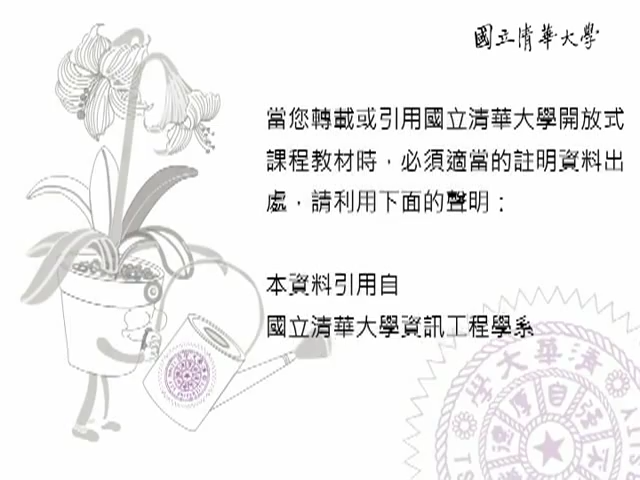 國立清華大學
當您轉載或引用國立清華大學開放式
課程教材時，必須適當的註明資料出
處，請利用下面的聲明：
本資料引用自
國立清華大學資訊工程學系